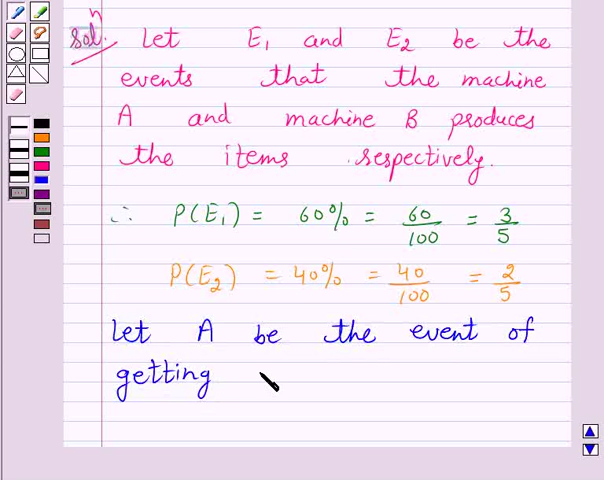 Solⁿ. Let E₁ and E₂ be the
events that the machine
A and machine B produces
the items respectively.
∴ P(E₁) = 60% = 60/100 = 3/5
P(E₂) = 40% = 40/100 = 2/5
Let A be the event of
getting